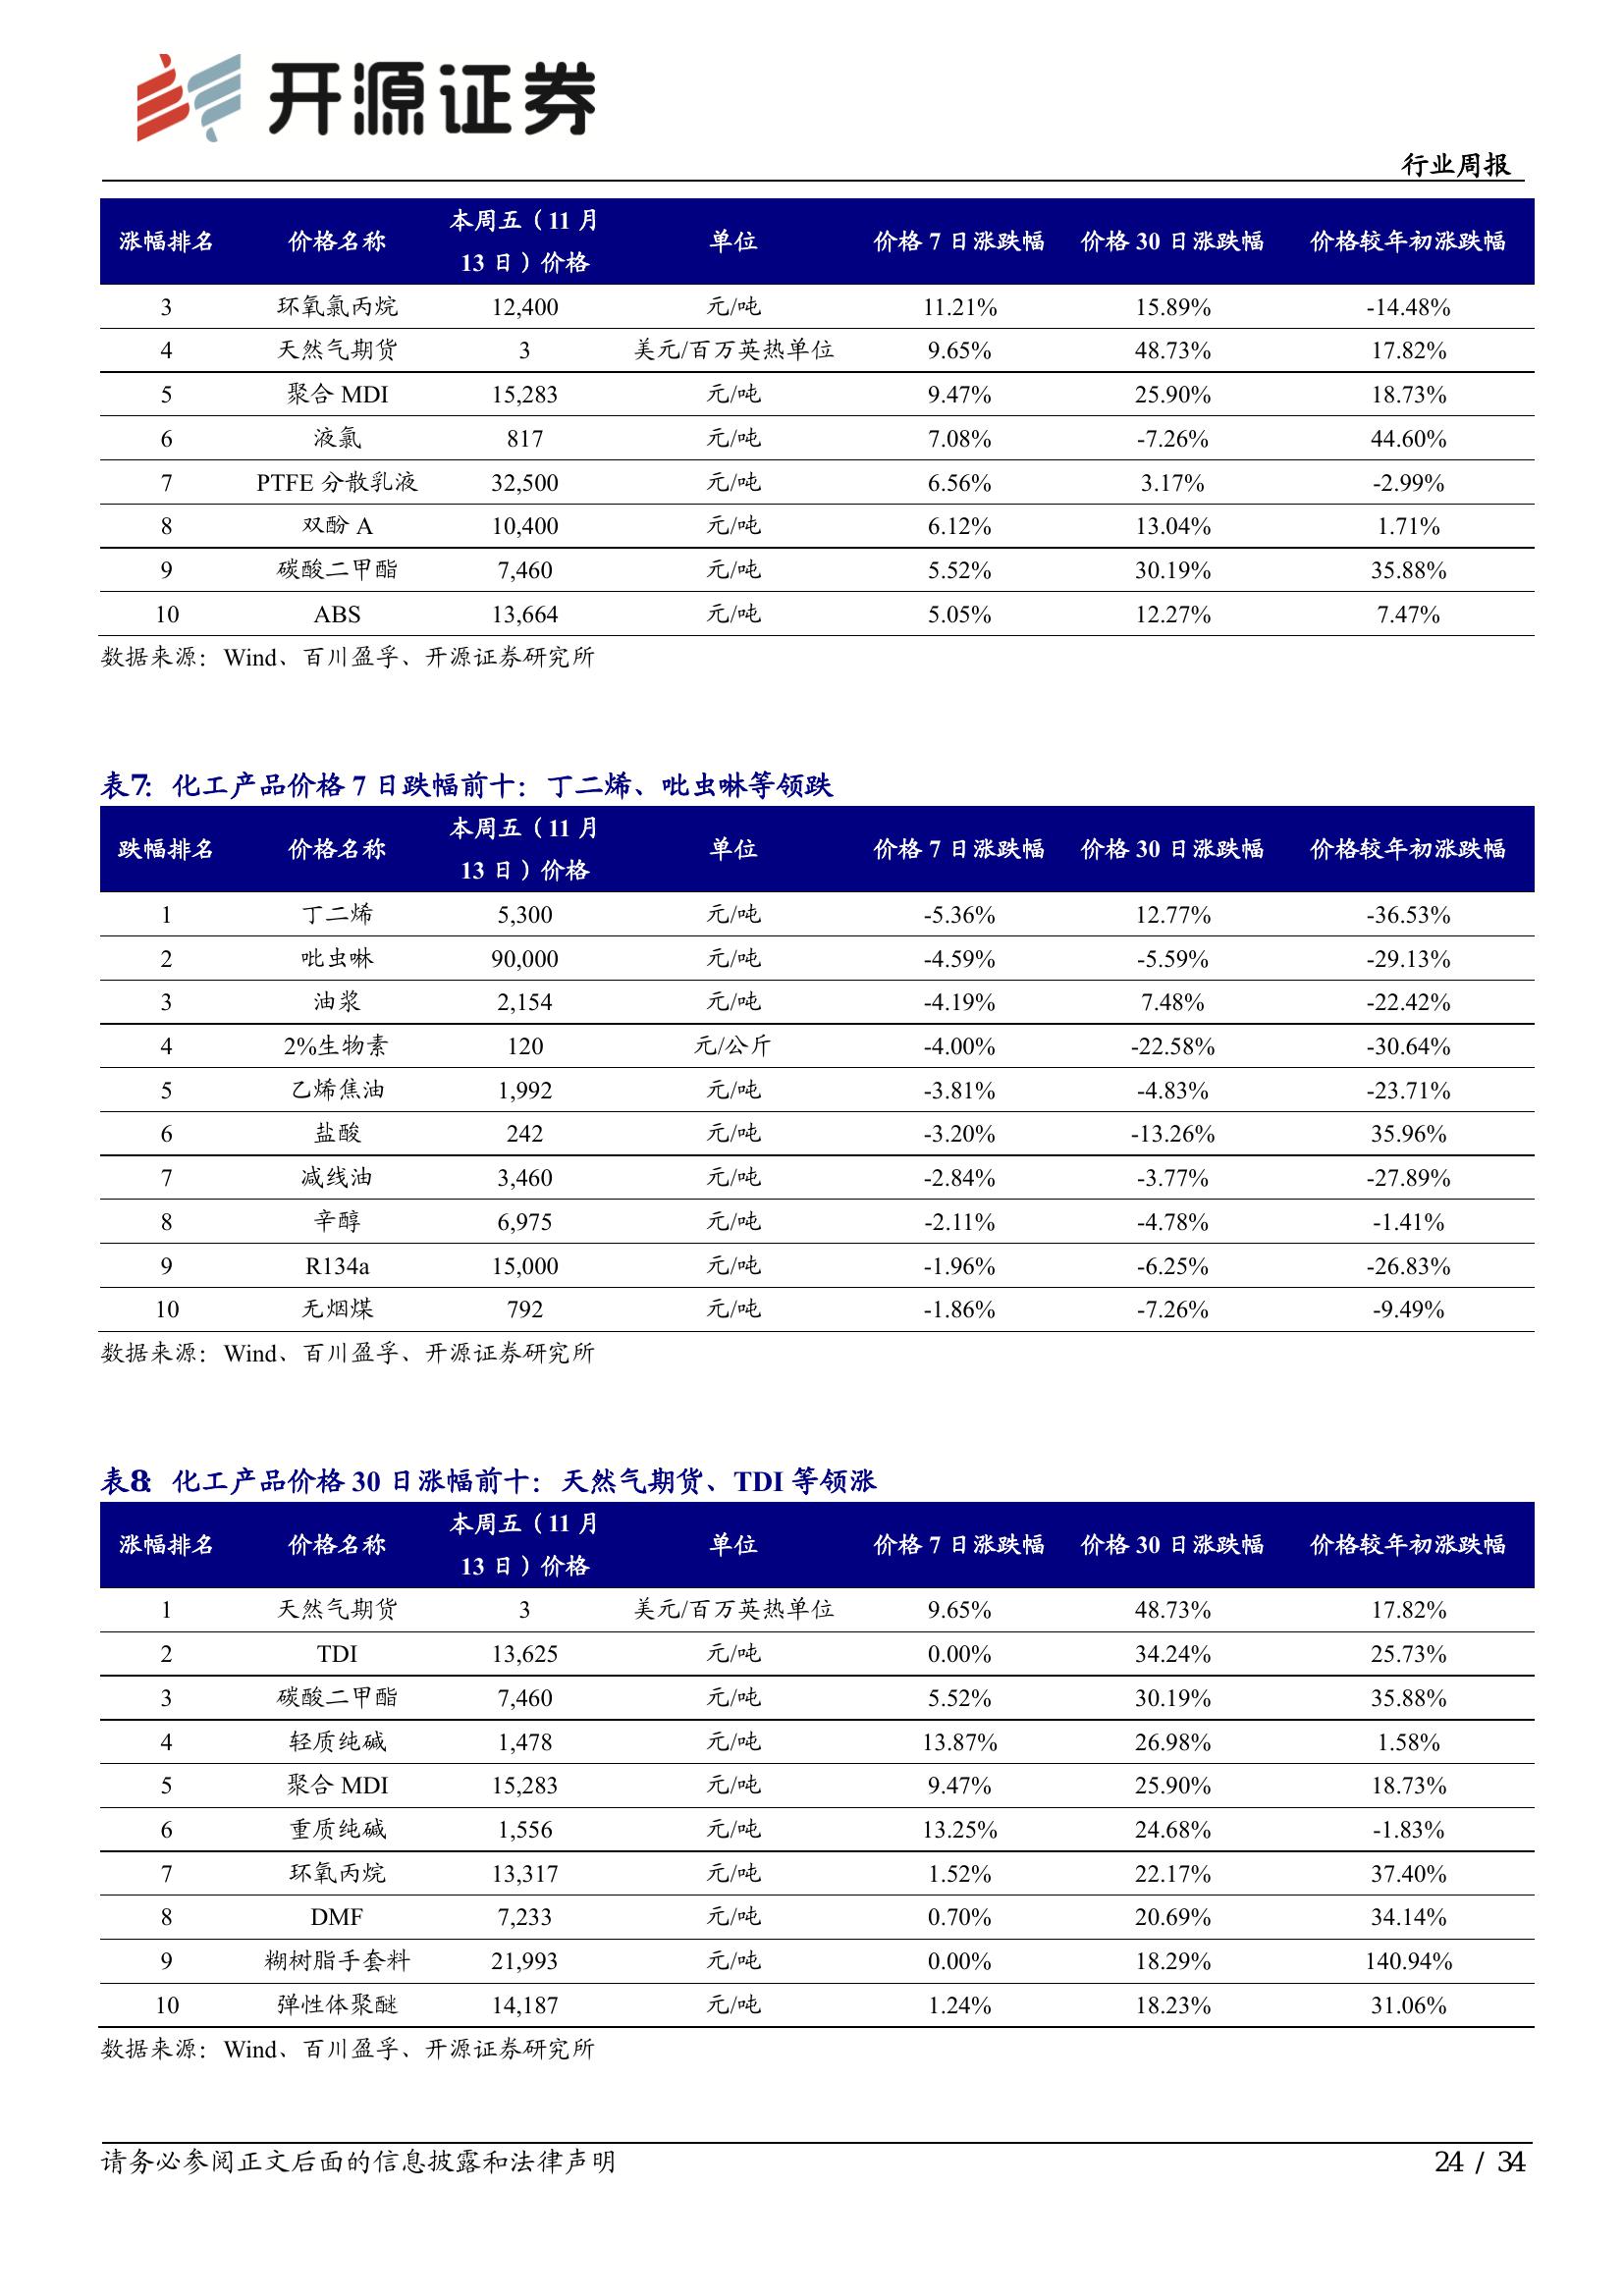 开源证券
行业周报
涨幅排名 价格名称 本周五（11 月 13 日）价格 单位 价格 7 日涨跌幅 价格 30 日涨跌幅 价格较年初涨跌幅
3 环氧氯丙烷 12,400 元/吨 11.21% 15.89% -14.48%
4 天然气期货 3 美元/百万英热单位 9.65% 48.73% 17.82%
5 聚合 MDI 15,283 元/吨 9.47% 25.90% 18.73%
6 液氯 817 元/吨 7.08% -7.26% 44.60%
7 PTFE 分散乳液 32,500 元/吨 6.56% 3.17% -2.99%
8 双酚 A 10,400 元/吨 6.12% 13.04% 1.71%
9 碳酸二甲酯 7,460 元/吨 5.52% 30.19% 35.88%
10 ABS 13,664 元/吨 5.05% 12.27% 7.47%
数据来源：Wind、百川盈孚、开源证券研究所
表7：化工产品价格 7 日跌幅前十：丁二烯、吡虫啉等领跌
跌幅排名 价格名称 本周五（11 月 13 日）价格 单位 价格 7 日涨跌幅 价格 30 日涨跌幅 价格较年初涨跌幅
1 丁二烯 5,300 元/吨 -5.36% 12.77% -36.53%
2 吡虫啉 90,000 元/吨 -4.59% -5.59% -29.13%
3 油浆 2,154 元/吨 -4.19% 7.48% -22.42%
4 2%生物素 120 元/公斤 -4.00% -22.58% -30.64%
5 乙烯焦油 1,992 元/吨 -3.81% -4.83% -23.71%
6 盐酸 242 元/吨 -3.20% -13.26% 35.96%
7 减线油 3,460 元/吨 -2.84% -3.77% -27.89%
8 辛醇 6,975 元/吨 -2.11% -4.78% -1.41%
9 R134a 15,000 元/吨 -1.96% -6.25% -26.83%
10 无烟煤 792 元/吨 -1.86% -7.26% -9.49%
数据来源：Wind、百川盈孚、开源证券研究所
表8：化工产品价格 30 日涨幅前十：天然气期货、TDI 等领涨
涨幅排名 价格名称 本周五（11 月 13 日）价格 单位 价格 7 日涨跌幅 价格 30 日涨跌幅 价格较年初涨跌幅
1 天然气期货 3 美元/百万英热单位 9.65% 48.73% 17.82%
2 TDI 13,625 元/吨 0.00% 34.24% 25.73%
3 碳酸二甲酯 7,460 元/吨 5.52% 30.19% 35.88%
4 轻质纯碱 1,478 元/吨 13.87% 26.98% 1.58%
5 聚合 MDI 15,283 元/吨 9.47% 25.90% 18.73%
6 重质纯碱 1,556 元/吨 13.25% 24.68% -1.83%
7 环氧丙烷 13,317 元/吨 1.52% 22.17% 37.40%
8 DMF 7,233 元/吨 0.70% 20.69% 34.14%
9 糊树脂手套料 21,993 元/吨 0.00% 18.29% 140.94%
10 弹性体聚醚 14,187 元/吨 1.24% 18.23% 31.06%
数据来源：Wind、百川盈孚、开源证券研究所
请务必参阅正文后面的信息披露和法律声明 24 / 34